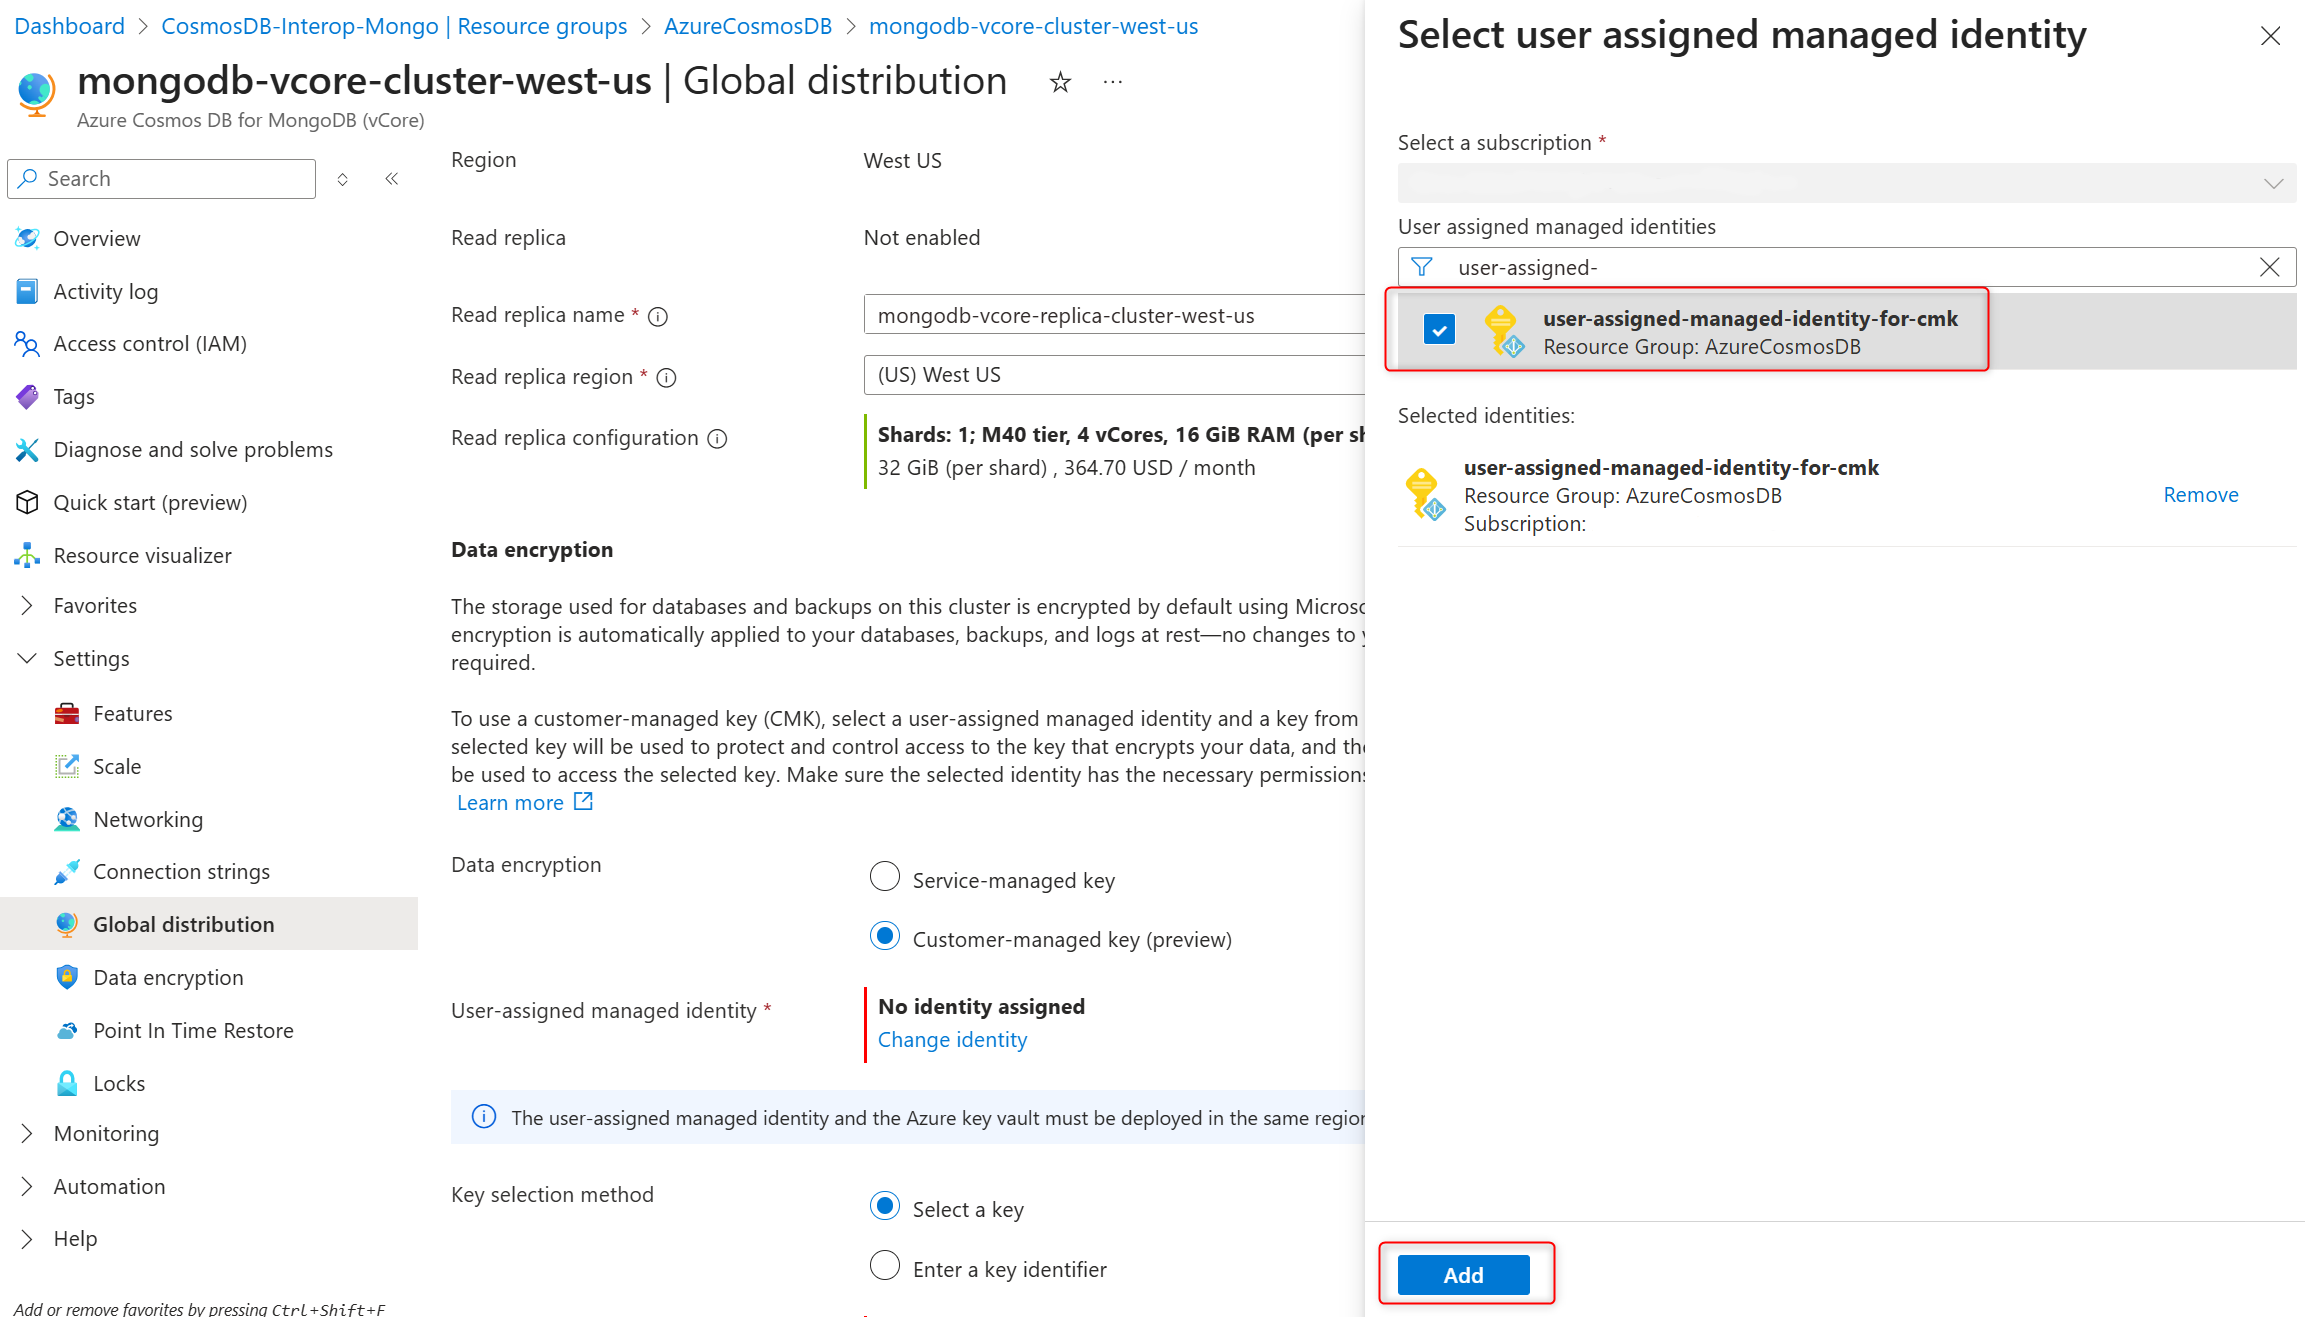 Dashboard > CosmosDB-Interop-Mongo | Resource groups > AzureCosmosDB > mongodb-vcore-cluster-west-us
mongodb-vcore-cluster-west-us | Global distribution
Azure Cosmos DB for MongoDB (vCore)
Search
Overview
Activity log
Access control (IAM)
Tags
Diagnose and solve problems
Quick start (preview)
Resource visualizer
Favorites
Settings
Features
Scale
Networking
Connection strings
Global distribution
Data encryption
Point In Time Restore
Locks
Monitoring
Automation
Help
Add or remove favorites by pressing Ctrl+Shift+F
Region
West US
Read replica
Not enabled
Read replica name *
mongodb-vcore-replica-cluster-west-us
Read replica region *
(US) West US
Read replica configuration
Shards: 1; M40 tier, 4 vCores, 16 GiB RAM (per
32 GiB (per shard) , 364.70 USD / month
Data encryption
The storage used for databases and backups on this cluster is encrypted by default using
encryption is automatically applied to your databases, backups, and logs at rest—no changes to
required.
To use a customer-managed key (CMK), select a user-assigned managed identity and a key from
selected key will be used to protect and control access to the key that encrypts your data, and
be used to access the selected key. Make sure the selected identity has the necessary permissions
Learn more
Data encryption
Service-managed key
Customer-managed key (preview)
User-assigned managed identity *
No identity assigned
Change identity
The user-assigned managed identity and the Azure key vault must be deployed in the same
Key selection method
Select a key
Enter a key identifier
Select user assigned managed identity
Select a subscription *
User assigned managed identities
user-assigned-
user-assigned-managed-identity-for-cmk
Resource Group: AzureCosmosDB
Selected identities:
user-assigned-managed-identity-for-cmk
Resource Group: AzureCosmosDB
Subscription:
Remove
Add